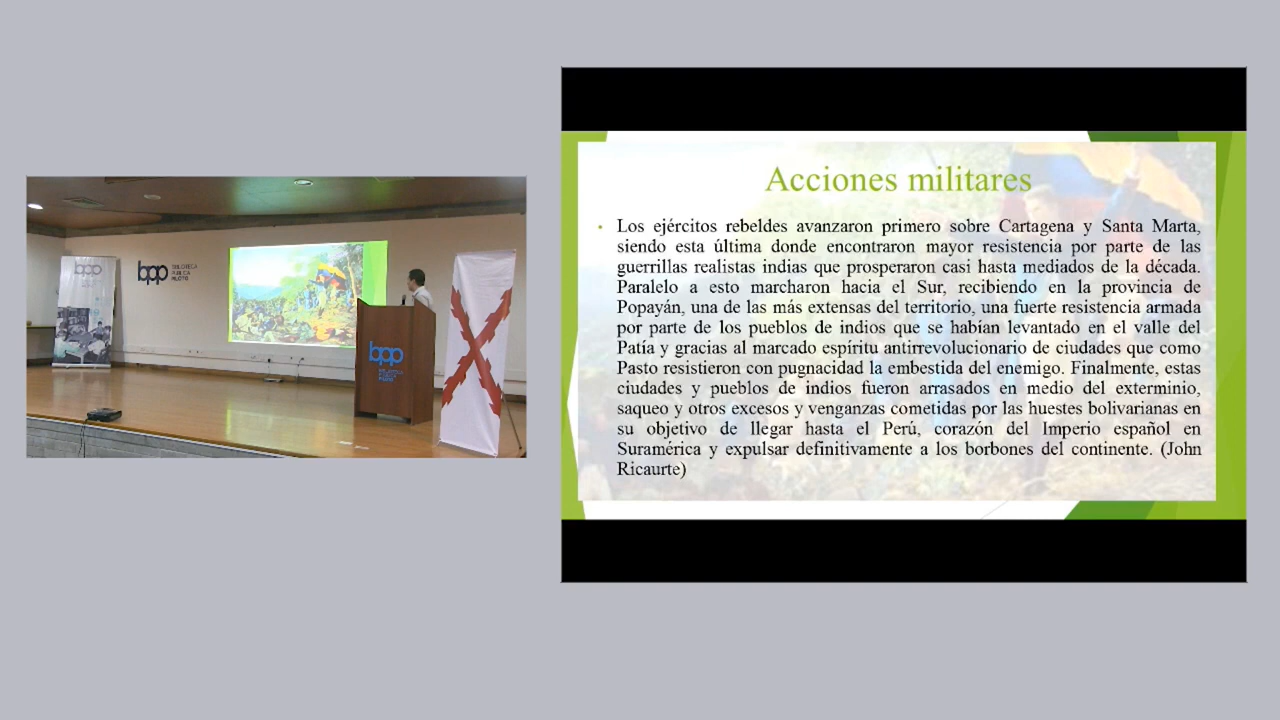 bpp
bpp
BIBLIOTECA
PÚBLICA
PILOTO
bpp
Acciones militares
• Los ejércitos rebeldes avanzaron primero sobre Cartagena y Santa Marta,
siendo esta última donde encontraron mayor resistencia por parte de las
guerrillas realistas indias que prosperaron casi hasta mediados de la década.
Paralelo a esto marcharon hacia el Sur, recibiendo en la provincia de
Popayán, una de las más extensas del territorio, una fuerte resistencia armada
por parte de los pueblos de indios que se habían levantado en el valle del
Patía y gracias al marcado espíritu antirrevolucionario de ciudades que como
Pasto resistieron con pugnacidad la embestida del enemigo. Finalmente, estas
ciudades y pueblos de indios fueron arrasados en medio del exterminio,
saqueo y otros excesos y venganzas cometidas por las huestes bolivarianas en
su objetivo de llegar hasta el Perú, corazón del Imperio español en
Suramérica y expulsar definitivamente a los borbones del continente. (John
Ricaurte)